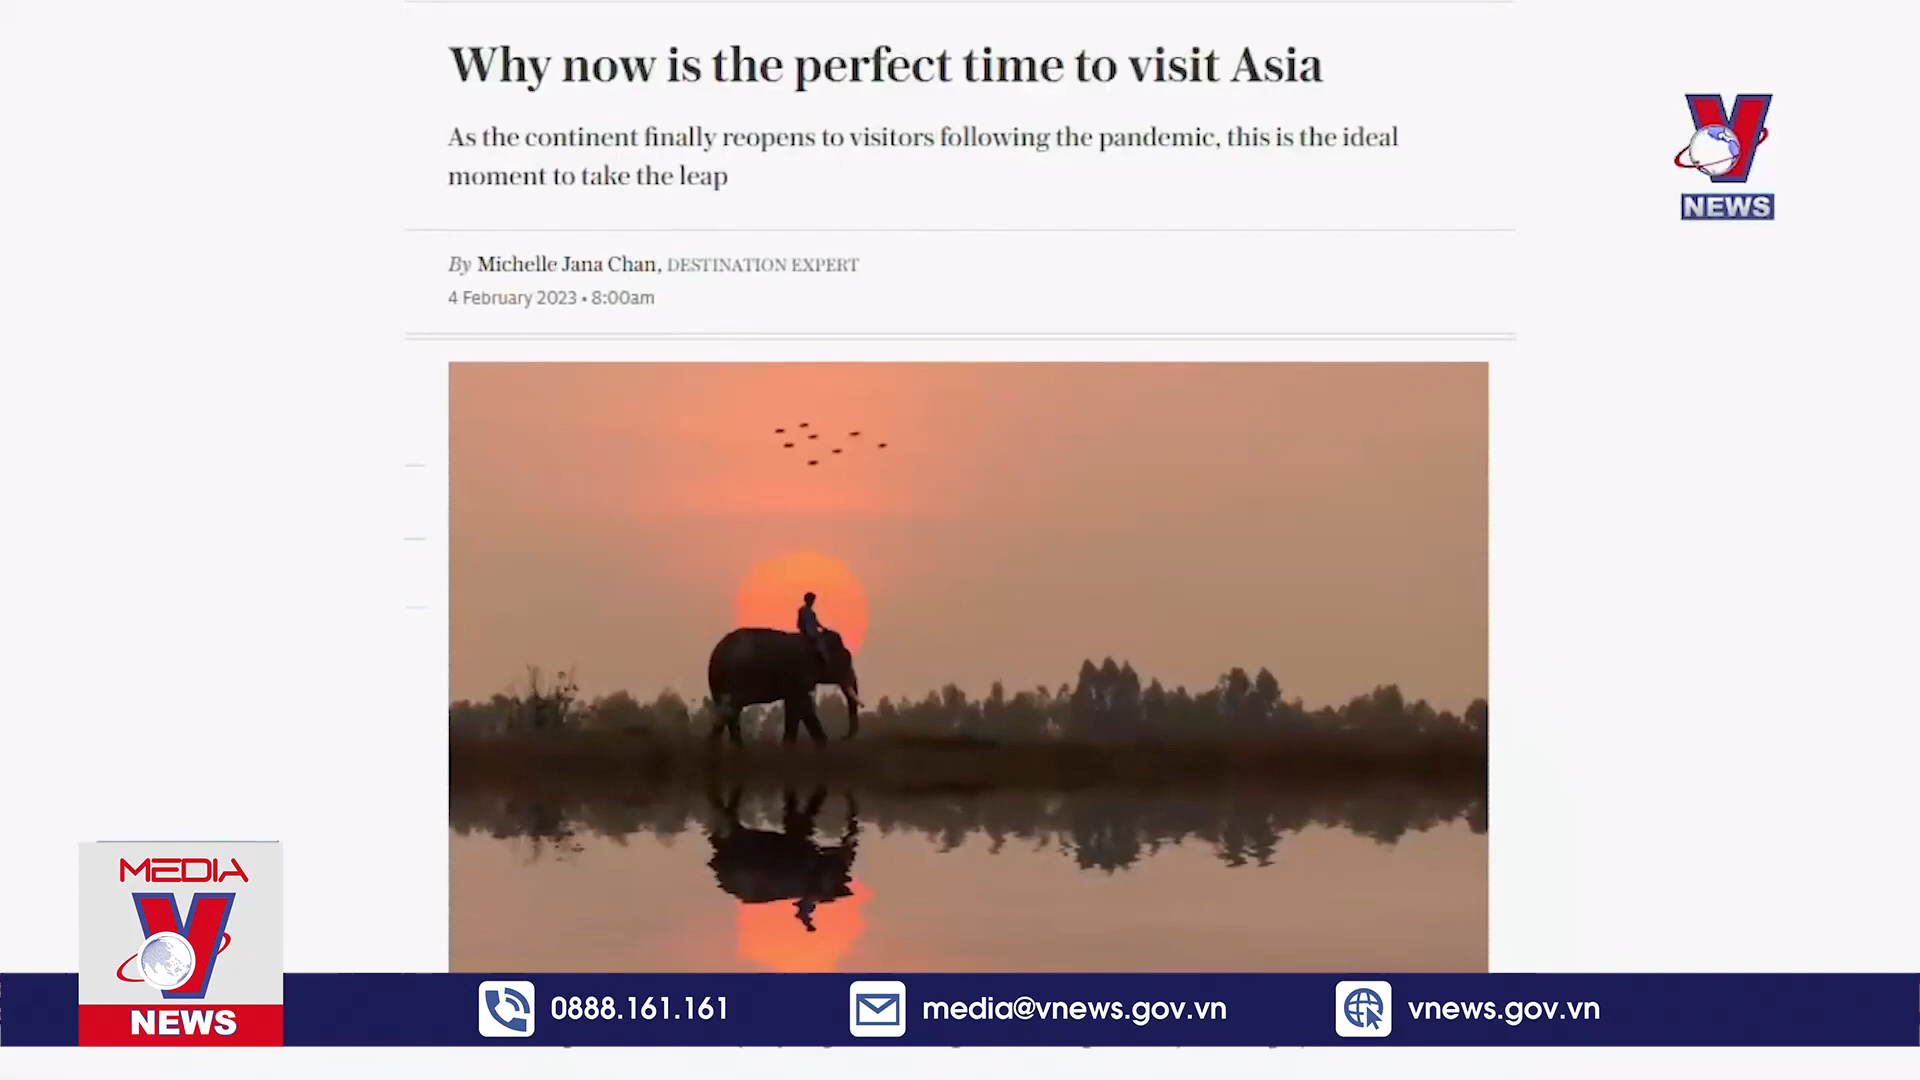 Why now is the perfect time to visit Asia
As the continent finally reopens to visitors following the pandemic, this is the ideal
moment to take the leap
By Michelle Jana Chan, DESTINATION EXPERT
4 February 2023 • 8:00am
V
NEWS
MEDIA
V
NEWS
0888.161.161
media@vnews.gov.vn
vnews.gov.vn